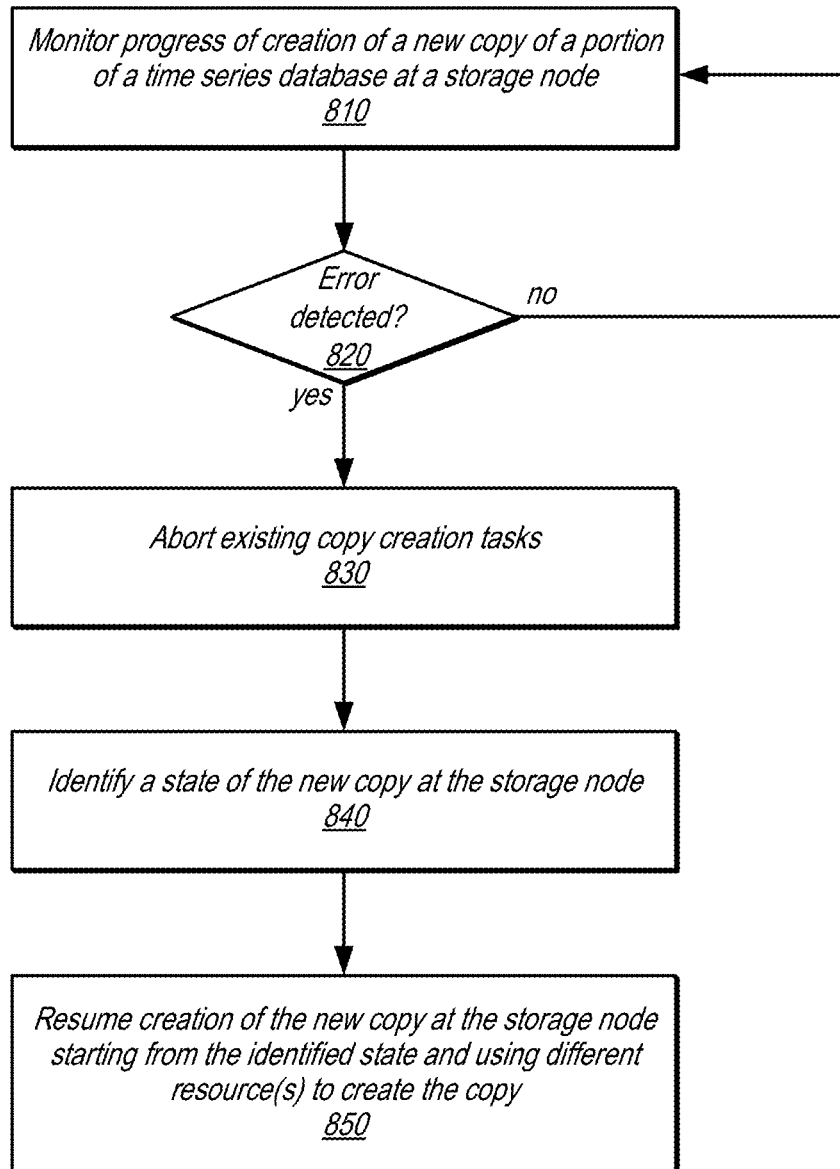 Monitor progress of creation of a new copy of a portion
of a time series database at a storage node
810
Error
detected?
820
no
yes
Abort existing copy creation tasks
830
Identify a state of the new copy at the storage node
840
Resume creation of the new copy at the storage node
starting from the identified state and using different
resource(s) to create the copy
850